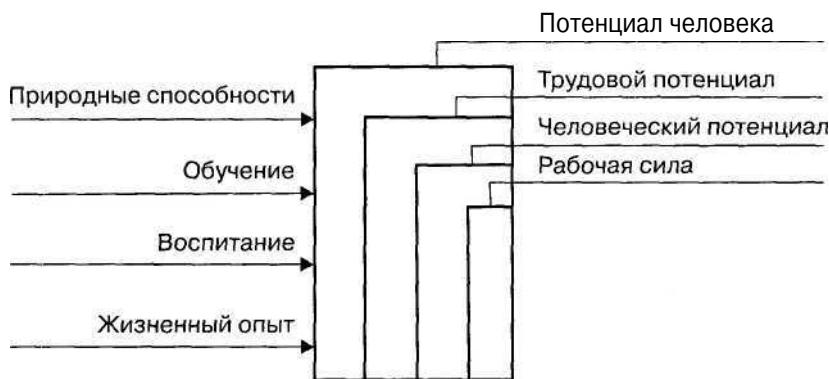 Потенциал человека
Природные способности
Трудовой потенциал
Человеческий потенциал
Обучение
Рабочая сила
Воспитание
Жизненный опыт